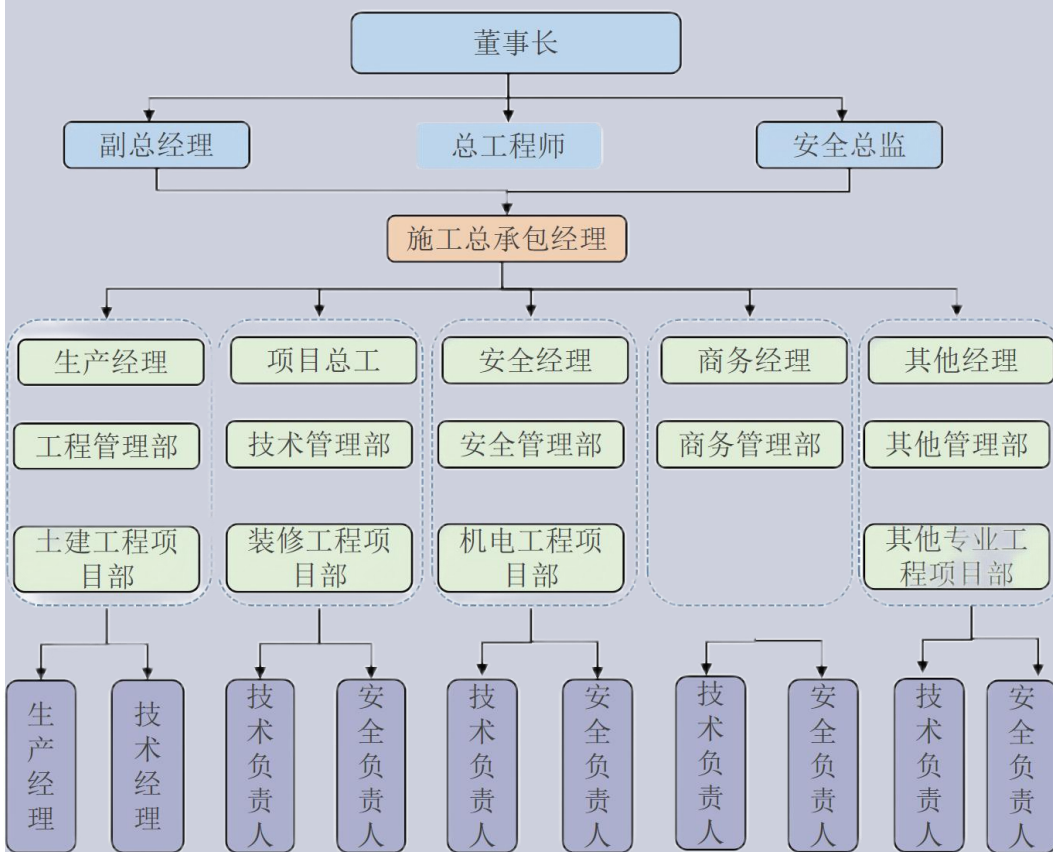 董事长
副总经理
总工程师
安全总监
施工总承包经理
生产经理
项目总工
安全经理
商务经理
其他经理
工程管理部
技术管理部
安全管理部
商务管理部
其他管理部
土建工程项
目部
装修工程项
目部
机电工程项
目部
其他专业工
程项目部
生产经理
技术经理
技术负责人
安全负责人
技术负责人
安全负责人
技术负责人
安全负责人
技术负责人
安全负责人